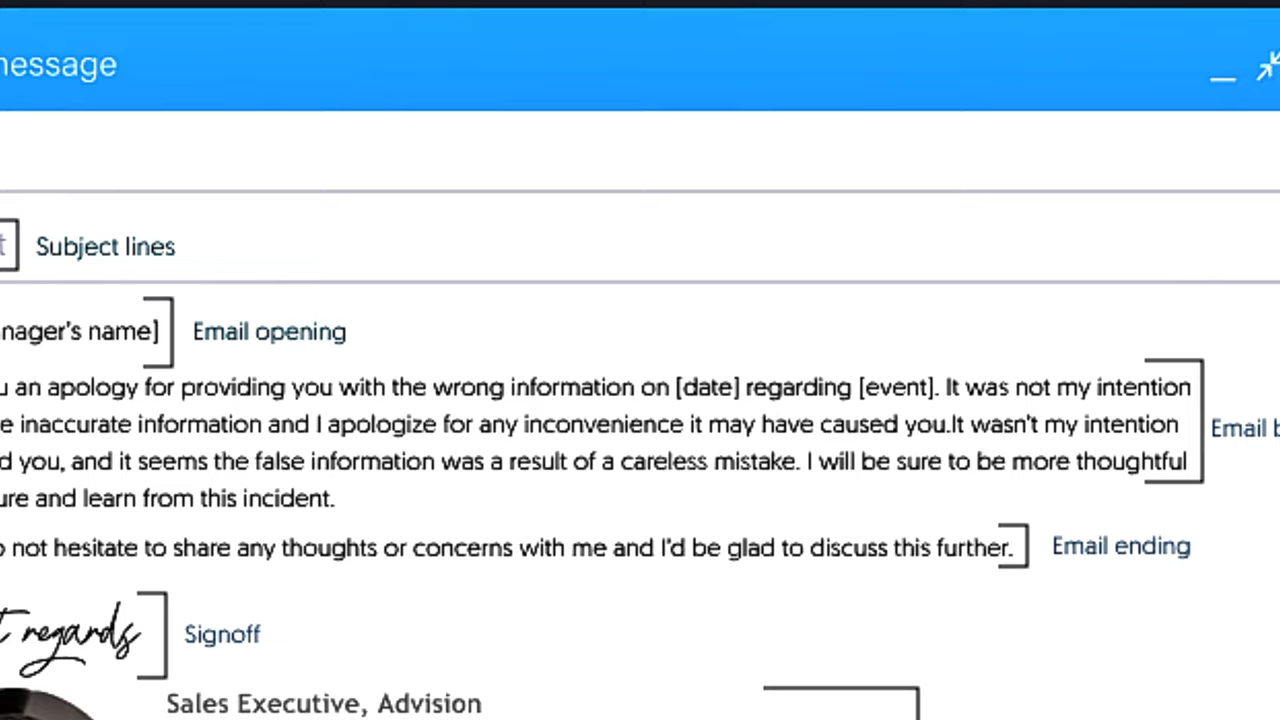 message
Subject lines
nager's name]
Email opening
u an apology for providing you with the wrong information on [date] regarding [event]. It was not my intention
e inaccurate information and I apologize for any inconvenience it may have caused you.It wasn't my intention
Email b
d you, and it seems the false information was a result of a careless mistake. I will be sure to be more thoughtful
ure and learn from this incident.
o not hesitate to share any thoughts or concerns with me and I'd be glad to discuss this further.
Email ending
t regards
Signoff
Sales Executive, Advision